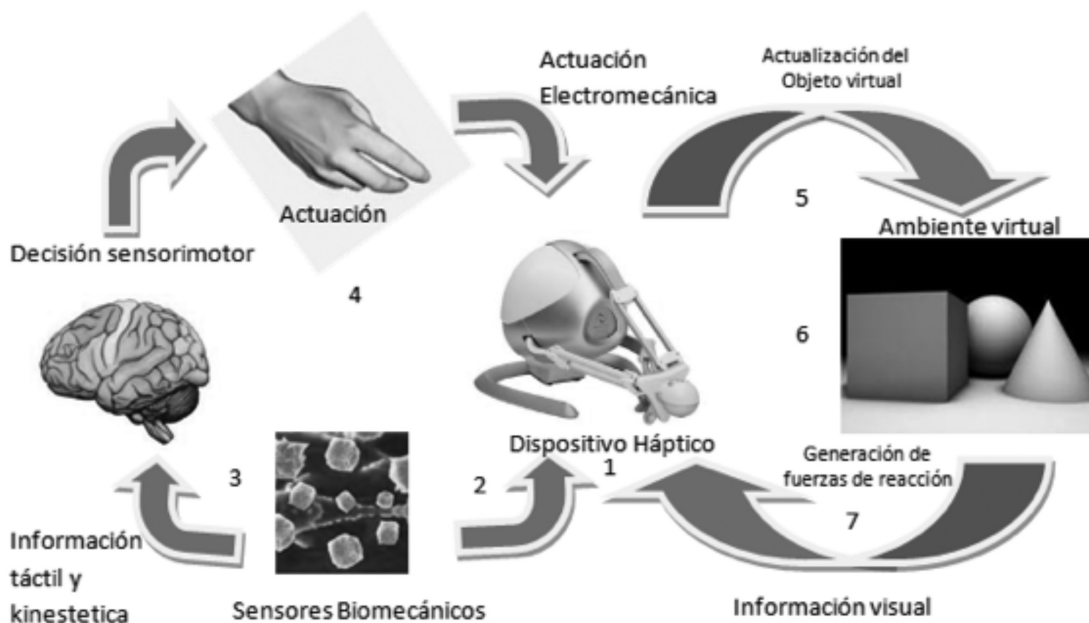 Actuación
Electromecánica
Actualización del
Objeto virtual
Actuación
5
Decisión sensorimotor
Ambiente virtual
4
6
Dispositivo Háptico
1
Generación de
fuerzas de reacción
3
2
7
Información
táctil y
kinestetica
Sensores Biomecánicos
Información visual